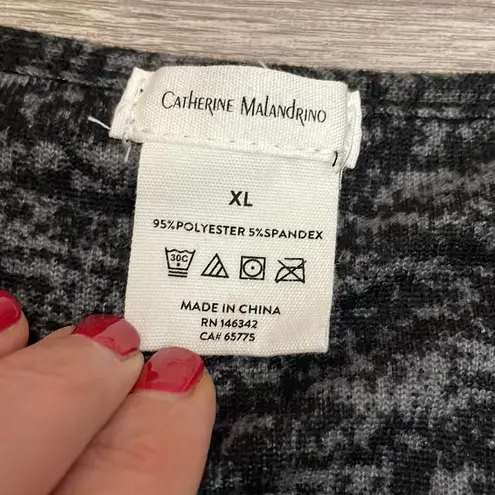 Catherine Malandrino
XL
95%POLYESTER 5%SPANDEX
30C
MADE IN CHINA
RN 146342
CA# 65775